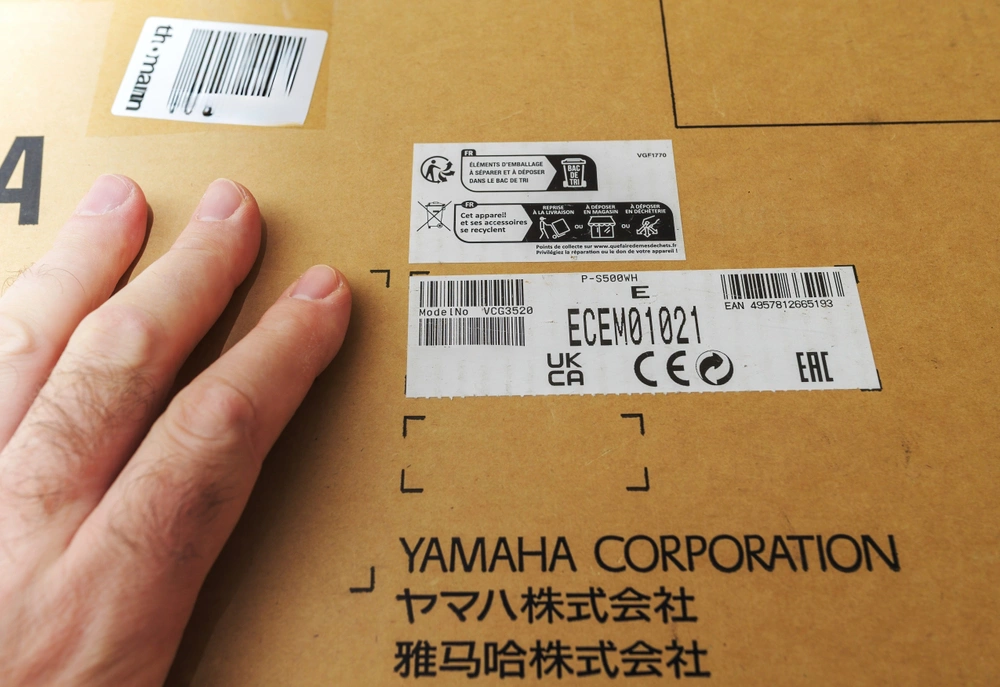 th•mann
A
FR
ÉLÉMENTS D'EMBALLAGE
À SÉPARER ET À DÉPOSER
DANS LE BAC DE TRI
BAC
DE
TRI
VGF1770
FR
Cet appareil
et ses accessoires
se recyclent
REPRISE
À LA LIVRAISON
OU
À DÉPOSER
EN MAGASIN
OU
À DÉPOSER
EN DÉCHÈTERIE
Points de collecte sur www.quefairedemesdechets.fr
Privilégiez la réparation ou le don de votre appareil !
P-S500WH
E
ModelNo VCG3520
EAN 4957812665193
ECEM01021
UK
CA
CE
EAC
YAMAHA CORPORATION
ヤマハ株式会社
雅马哈株式会社